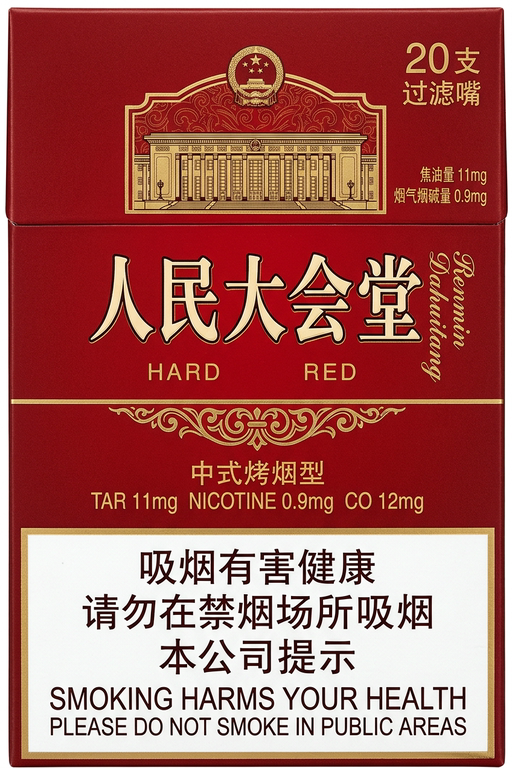 20支
过滤嘴
焦油量 11mg
烟气烟碱量 0.9mg
人民大会堂
Renmin
Dahuitang
HARD RED
中式烤烟型
TAR 11mg NICOTINE 0.9mg CO 12mg
吸烟有害健康
请勿在禁烟场所吸烟
本公司提示
SMOKING HARMS YOUR HEALTH
PLEASE DO NOT SMOKE IN PUBLIC AREAS